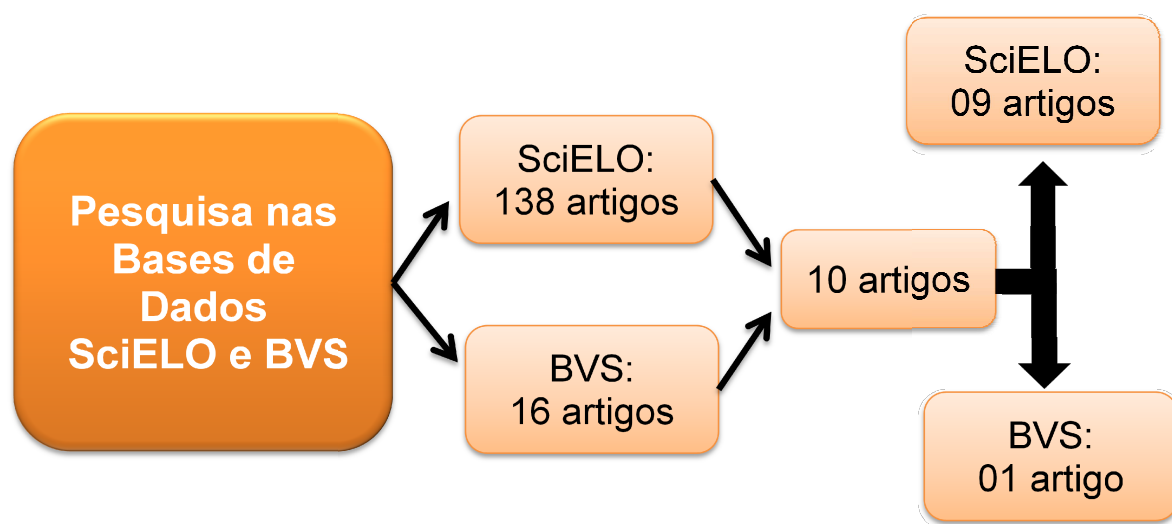 Pesquisa nas
Bases de
Dados
SciELO e BVS
SciELO:
138 artigos
BVS:
16 artigos
10 artigos
SciELO:
09 artigos
BVS:
01 artigo